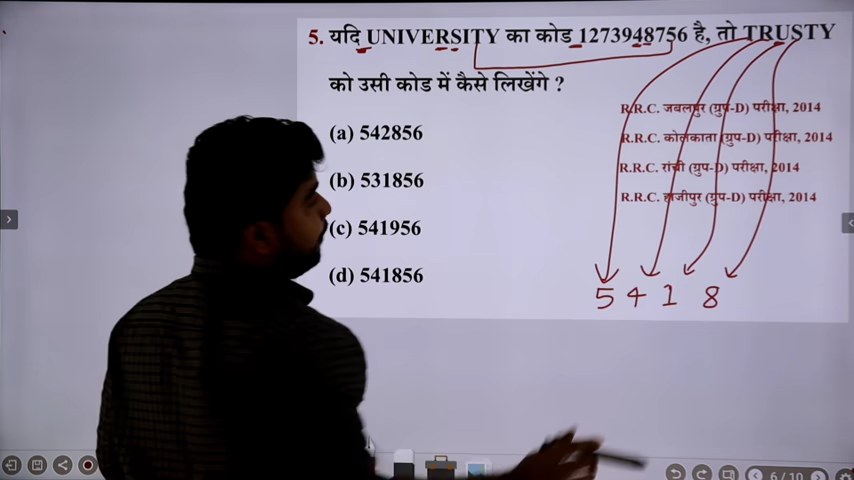 5. यदि UNIVERSITY का कोड 1273948756 है, तो TRUSTY
को उसी कोड में कैसे लिखेंगे ?
R.R.C. जबलपुर (ग्रुप-D) परीक्षा, 2014
(a) 542856
R.R.C. कोलकाता (ग्रुप-D) परीक्षा, 2014
R.R.C. रांची (ग्रुप-D) परीक्षा, 2014
(b) 531856
R.R.C. हाजीपुर (ग्रुप-D) परीक्षा, 2014
(c) 541956
(d) 541856
5 4 1 8
6 / 10